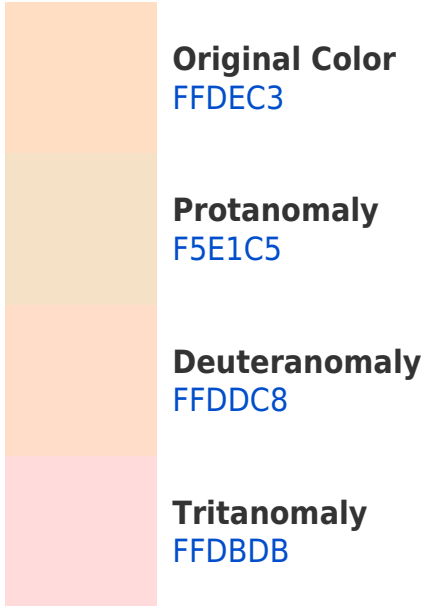 Original Color
FFDEC3
Protanomaly
F5E1C5
Deuteranomaly
FFDDC8
Tritanomaly
FFDBDB